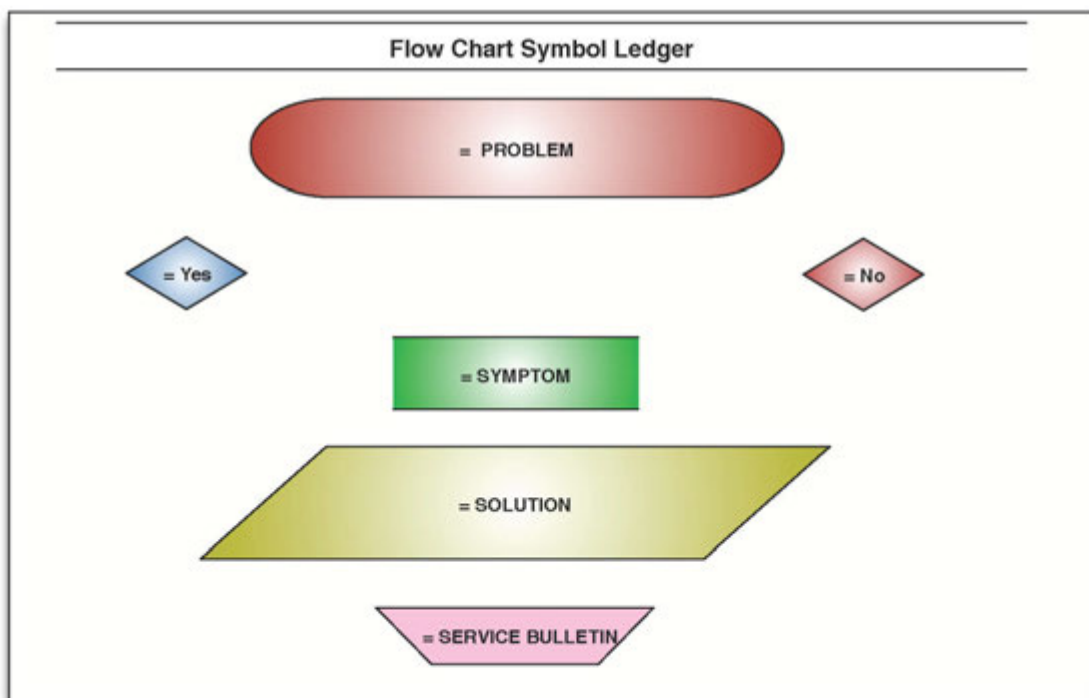 Flow Chart Symbol Ledger
= PROBLEM
= Yes
= No
= SYMPTOM
= SOLUTION
= SERVICE BULLETIN